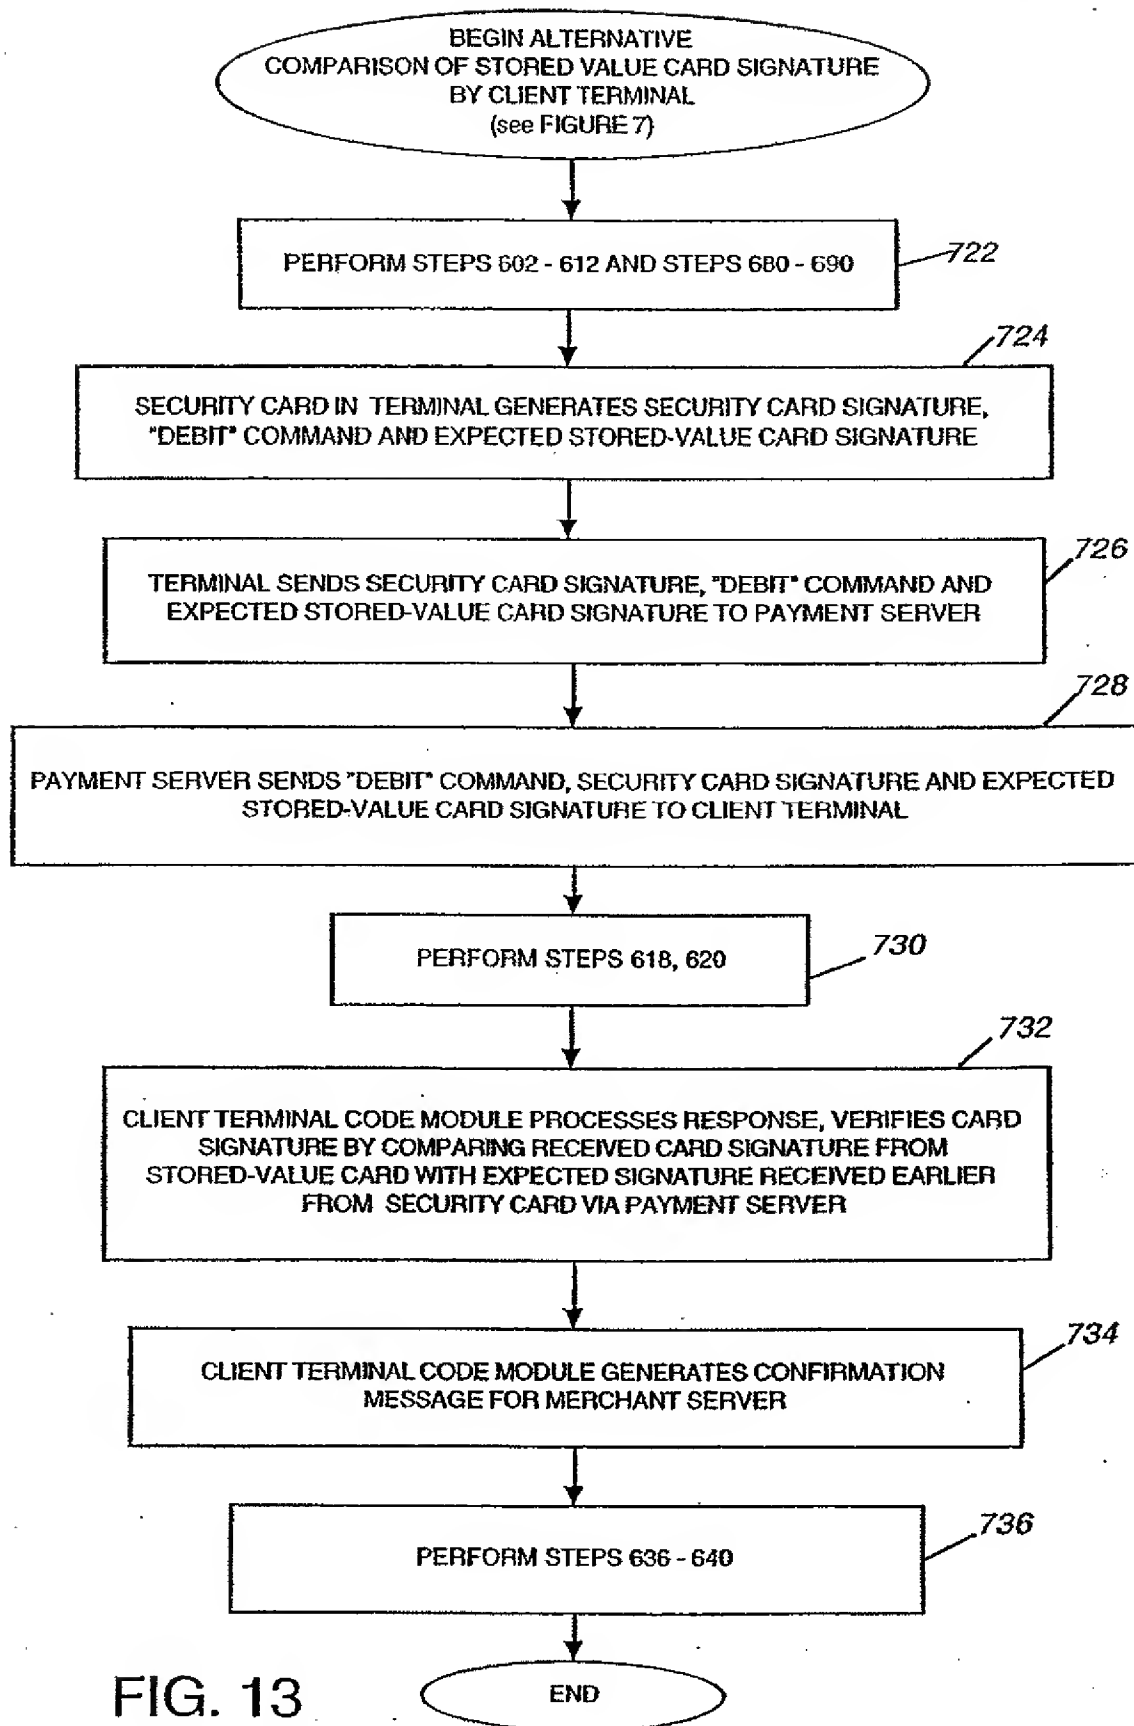 BEGIN ALTERNATIVE
COMPARISON OF STORED VALUE CARD SIGNATURE
BY CLIENT TERMINAL
(see FIGURE 7)
PERFORM STEPS 602 - 612 AND STEPS 680 - 690
722
724
SECURITY CARD IN TERMINAL GENERATES SECURITY CARD SIGNATURE,
"DEBIT" COMMAND AND EXPECTED STORED-VALUE CARD SIGNATURE
726
TERMINAL SENDS SECURITY CARD SIGNATURE, "DEBIT" COMMAND AND
EXPECTED STORED-VALUE CARD SIGNATURE TO PAYMENT SERVER
728
PAYMENT SERVER SENDS "DEBIT" COMMAND, SECURITY CARD SIGNATURE AND EXPECTED
STORED-VALUE CARD SIGNATURE TO CLIENT TERMINAL
PERFORM STEPS 618, 620
730
732
CLIENT TERMINAL CODE MODULE PROCESSES RESPONSE, VERIFIES CARD
SIGNATURE BY COMPARING RECEIVED CARD SIGNATURE FROM
STORED-VALUE CARD WITH EXPECTED SIGNATURE RECEIVED EARLIER
FROM SECURITY CARD VIA PAYMENT SERVER
734
CLIENT TERMINAL CODE MODULE GENERATES CONFIRMATION
MESSAGE FOR MERCHANT SERVER
736
PERFORM STEPS 636 - 640
END
FIG. 13